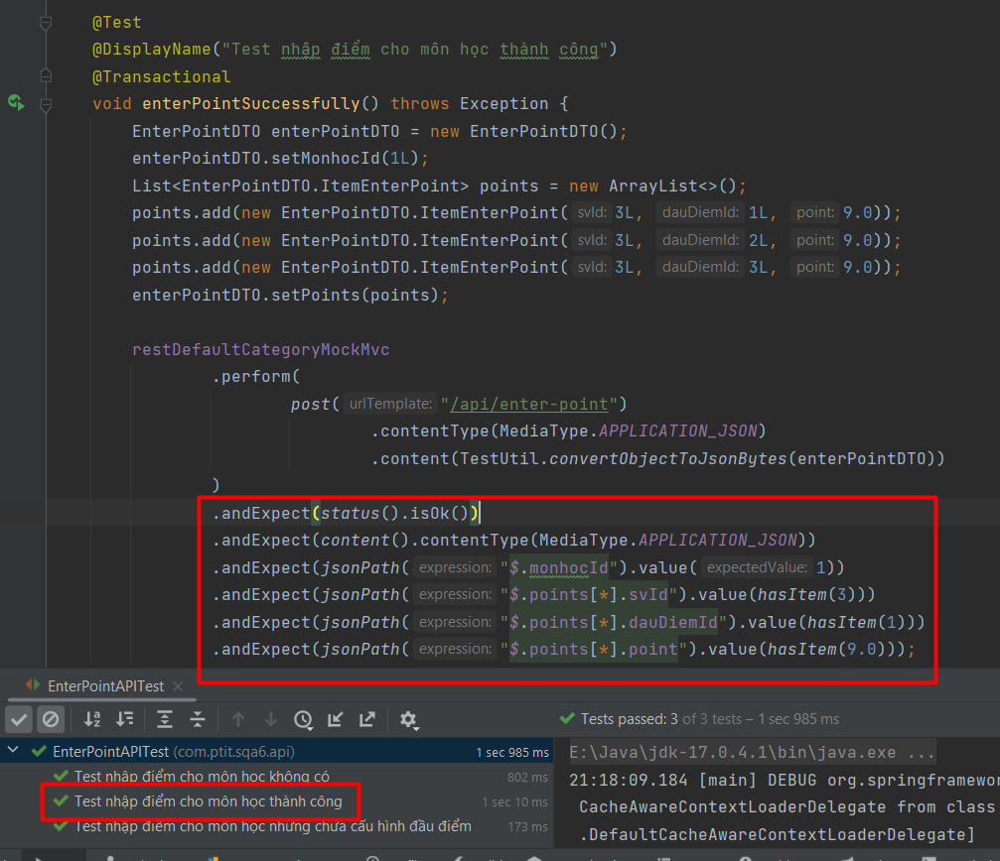 @Test
@DisplayName("Test nhập điểm cho môn học thành công")
@Transactional
void enterPointSuccessfully() throws Exception {
EnterPointDTO enterPointDTO = new EnterPointDTO();
enterPointDTO.setMonhocId(1L);
List<EnterPointDTO.ItemEnterPoint> points = new ArrayList<>();
points.add(new EnterPointDTO.ItemEnterPoint( svId: 3L, dauDiemId: 1L, point: 9.0));
points.add(new EnterPointDTO.ItemEnterPoint( svId: 3L, dauDiemId: 2L, point: 9.0));
points.add(new EnterPointDTO.ItemEnterPoint( svId: 3L, dauDiemId: 3L, point: 9.0));
enterPointDTO.setPoints(points);
restDefaultCategoryMockMvc
.perform(
post( urlTemplate: "/api/enter-point")
.contentType(MediaType.APPLICATION_JSON)
.content(TestUtil.convertObjectToJsonBytes(enterPointDTO))
)
.andExpect(status().isOk())
.andExpect(content().contentType(MediaType.APPLICATION_JSON))
.andExpect(jsonPath( expression: "$.monhocId").value( expectedValue: 1))
.andExpect(jsonPath( expression: "$.points[*].svId").value(hasItem(3)))
.andExpect(jsonPath( expression: "$.points[*].dauDiemId").value(hasItem(1)))
.andExpect(jsonPath( expression: "$.points[*].point").value(hasItem(9.0)));
EnterPointAPITest
Tests passed: 3 of 3 tests – 1 sec 985 ms
EnterPointAPITest (com.ptit.sqa6.api) 1 sec 985 ms
Test nhập điểm cho môn học không có 802 ms
Test nhập điểm cho môn học thành công 1 sec 10 ms
Test nhập điểm cho môn học nhưng chưa cấu hình đầu điểm 173 ms
E:\Java\jdk-17.0.4.1\bin\java.exe ...
21:18:09.184 [main] DEBUG org.springframewor
CacheAwareContextLoaderDelegate from class
.DefaultCacheAwareContextLoaderDelegate]